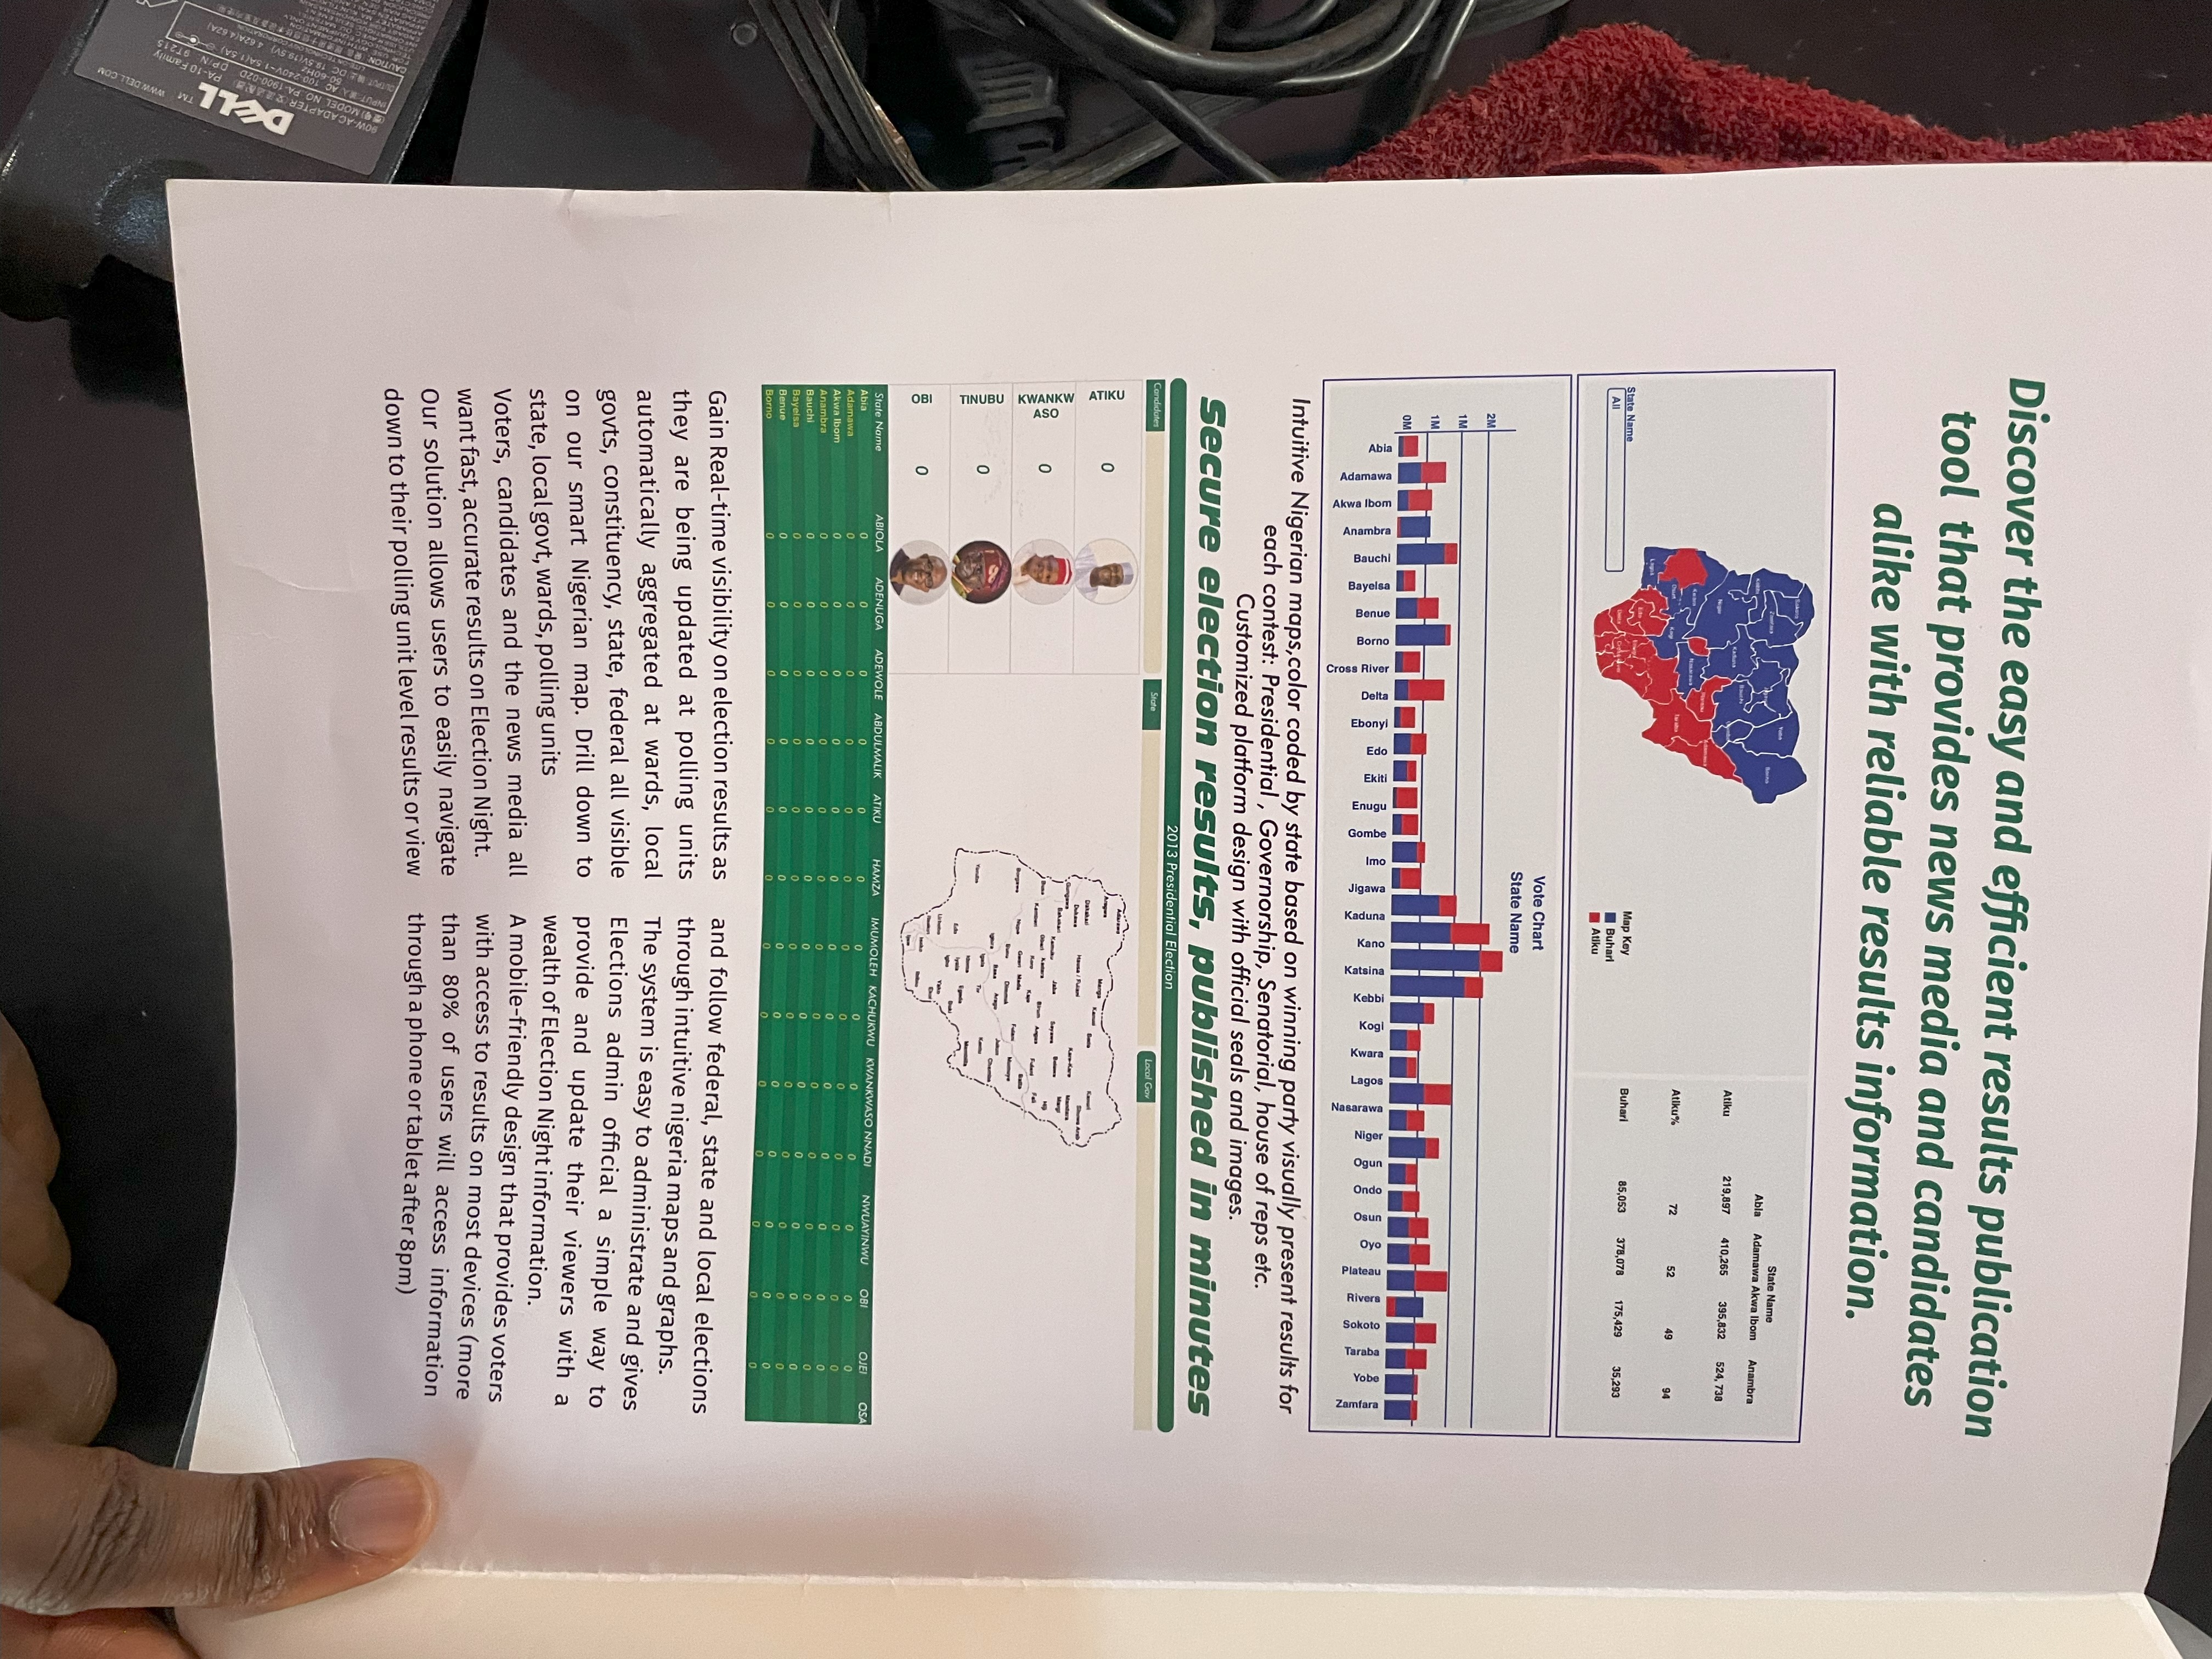 Discover the easy and efficient results publication
tool that provides news media and candidates
alike with reliable results information.
State Name
All
Map Key
Buhari
Atiku
State Name
Abia Adamawa Akwa Ibom Anambra
Atiku 219,897 410,265 395,832 524,738
Atiku% 72 52 49 94
Buhari 85,053 378,078 175,429 35,293
Vote Chart
State Name
2M
1M
1M
0M
Abia
Adamawa
Akwa Ibom
Anambra
Bauchi
Bayelsa
Benue
Borno
Cross River
Delta
Ebonyi
Edo
Ekiti
Enugu
Gombe
Imo
Jigawa
Kaduna
Kano
Katsina
Kebbi
Kogi
Kwara
Lagos
Nasarawa
Niger
Ogun
Ondo
Osun
Oyo
Plateau
Rivers
Sokoto
Taraba
Yobe
Zamfara
Intuitive Nigerian maps,color coded by state based on winning party visually present results for
each contest: Presidential , Governorship, Senatorial, house of reps etc.
Customized platform design with official seals and images.
Secure election results, published in minutes
2013 Presidential Election
Candidates
State
Local Gov
ATIKU 0
KWANKW
ASO
0
TINUBU 0
OBI 0
State Name ABIOLA ADENUGA ADEWOLE ABDULMALIK ATIKU HAMZA IMUMOLEH KACHUKWU KWANKWASO NNADI NWUAYINWU OBI OJEI OSA
Abia 0 0 0 0 0 0 0 0 0 0 0 0 0
Adamawa 0 0 0 0 0 0 0 0 0 0 0 0 0
Akwa Ibom 0 0 0 0 0 0 0 0 0 0 0 0 0
Anambra 0 0 0 0 0 0 0 0 0 0 0 0 0
Bauchi 0 0 0 0 0 0 0 0 0 0 0 0 0
Bayelsa 0 0 0 0 0 0 0 0 0 0 0 0 0
Benue 0 0 0 0 0 0 0 0 0 0 0 0 0
Borno 0 0 0 0 0 0 0 0 0 0 0 0 0
Gain Real-time visibility on election results as
they are being updated at polling units
automatically aggregated at wards, local
govts, constituency, state, federal all visible
on our smart Nigerian map. Drill down to
state, local govt, wards, polling units
Voters, candidates and the news media all
want fast, accurate results on Election Night.
Our solution allows users to easily navigate
down to their polling unit level results or view
and follow federal, state and local elections
through intuitive nigeria maps and graphs.
The system is easy to administrate and gives
Elections admin official a simple way to
provide and update their viewers with a
wealth of Election Night information.
A mobile-friendly design that provides voters
with access to results on most devices (more
than 80% of users will access information
through a phone or tablet after 8pm)
DELL TM
WWW.DELL.COM
PA-10 Family